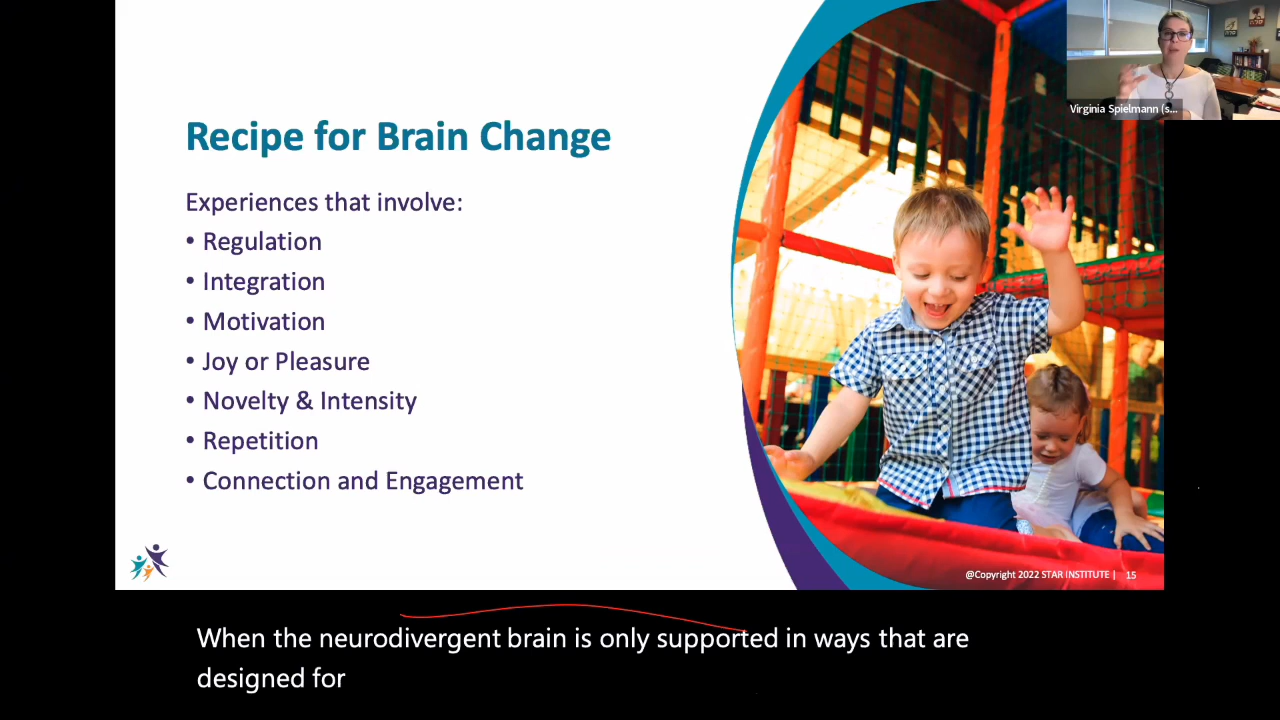 Virginia Spielmann (s...
Recipe for Brain Change
Experiences that involve:
• Regulation
• Integration
• Motivation
• Joy or Pleasure
• Novelty & Intensity
• Repetition
• Connection and Engagement
@Copyright 2022 STAR INSTITUTE | 15
When the neurodivergent brain is only supported in ways that are
designed for